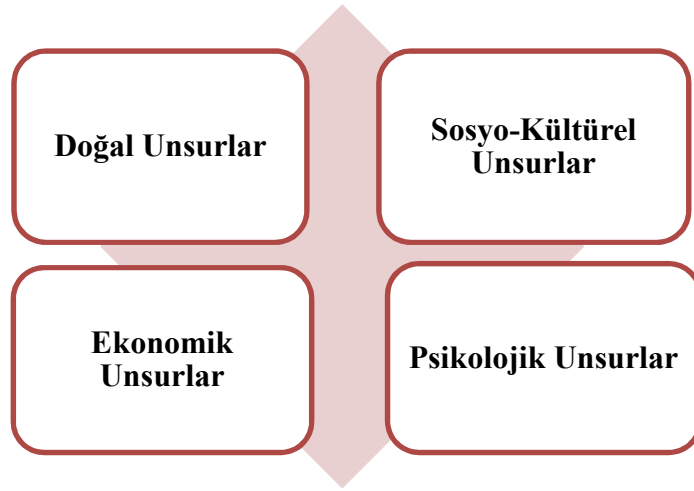 Doğal Unsurlar
Sosyo-Kültürel
Unsurlar
Ekonomik
Unsurlar
Psikolojik Unsurlar